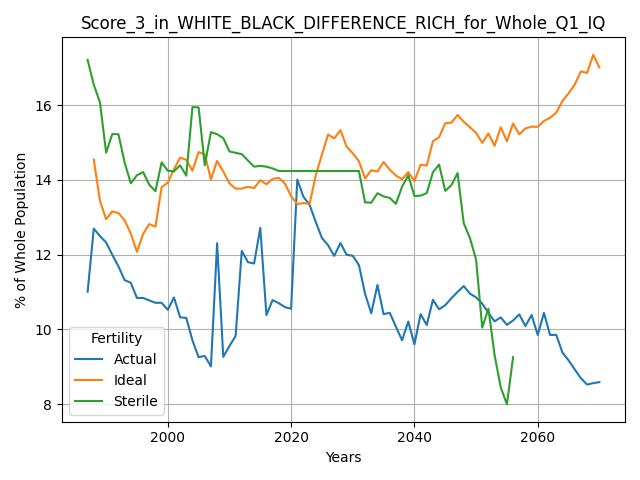 Score_3_in_WHITE_BLACK_DIFFERENCE_RICH_for_Whole_Q1_IQ
% of Whole Population
16
14
12
10
8
Fertility
Actual
Ideal
Sterile
2000 2020 2040 2060
Years